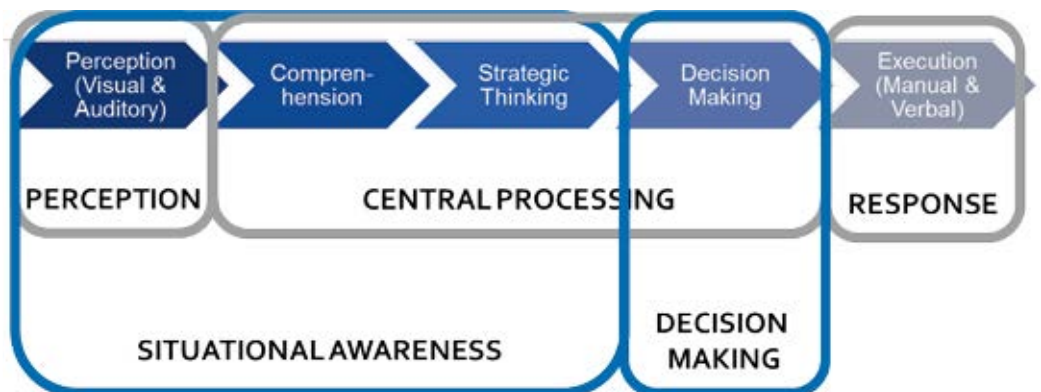 Perception
(Visual &
Auditory)
Compren-
hension
Strategic
Thinking
Decision
Making
Execution
(Manual &
Verbal)
PERCEPTION
CENTRAL PROCESSING
RESPONSE
SITUATIONAL AWARENESS
DECISION
MAKING